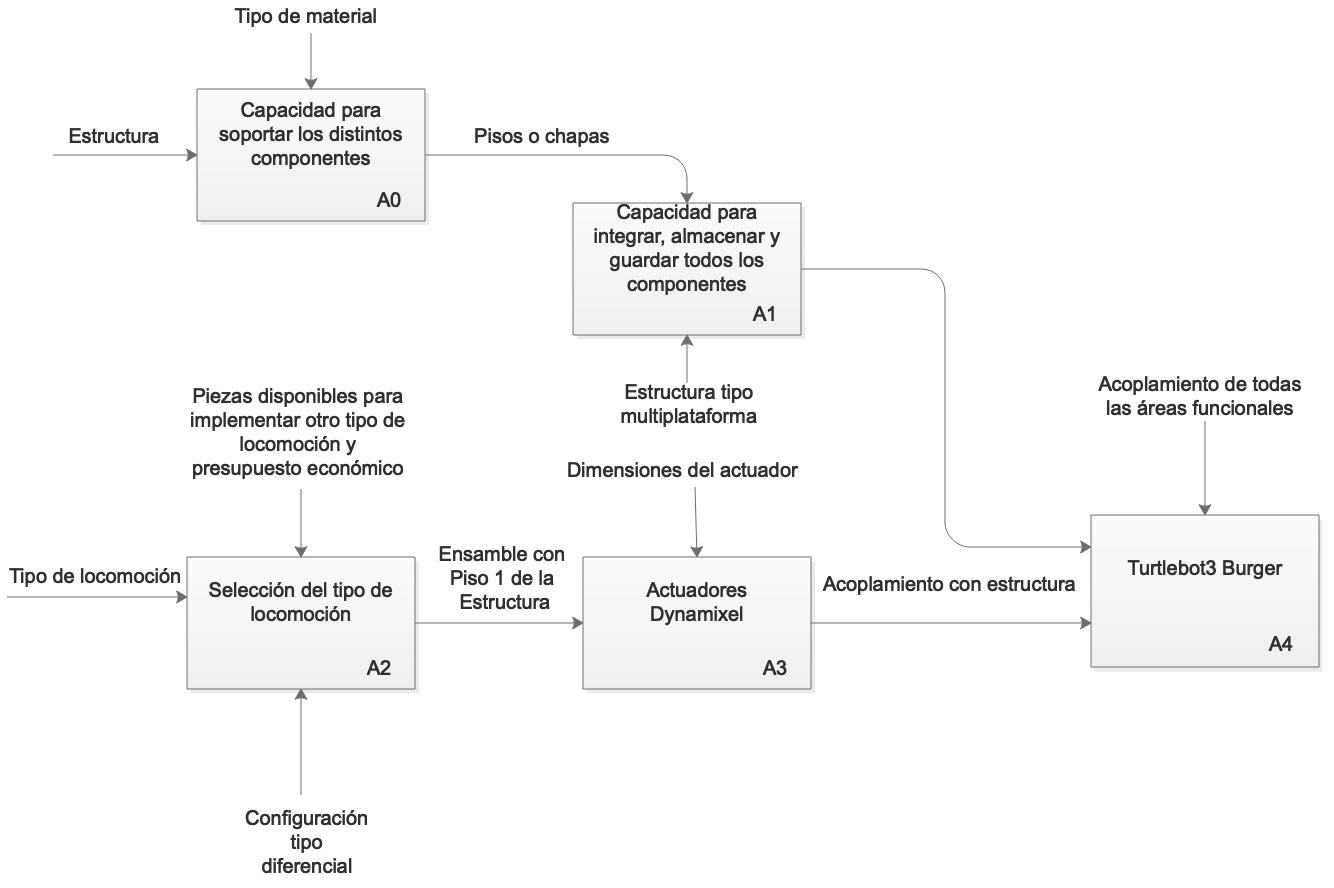 Tipo de material
Estructura
Capacidad para
soportar los distintos
componentes
A0
Pisos o chapas
Capacidad para
integrar, almacenar y
guardar todos los
componentes
A1
Estructura tipo
multiplataforma
Piezas disponibles para
implementar otro tipo de
locomoción y
presupuesto económico
Tipo de locomoción
Selección del tipo de
locomoción
A2
Configuración
tipo
diferencial
Ensamble con
Piso 1 de la
Estructura
Dimensiones del actuador
Actuadores
Dynamixel
A3
Acoplamiento con estructura
Acoplamiento de todas
las áreas funcionales
Turtlebot3 Burger
A4